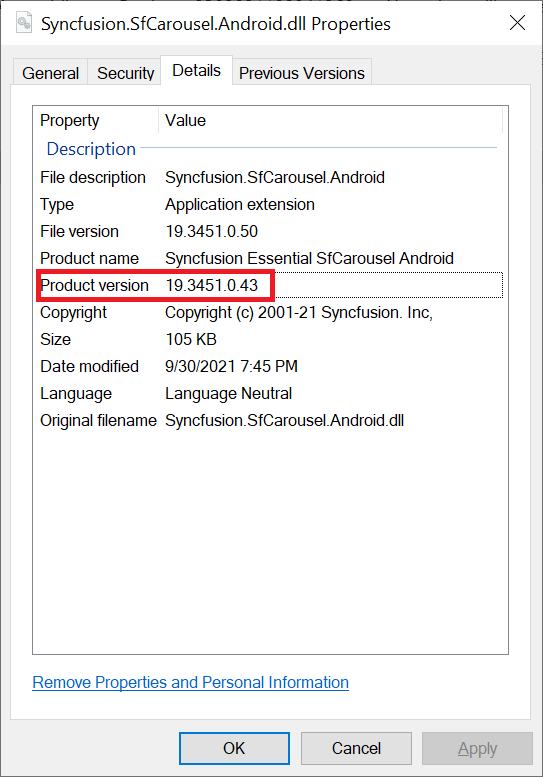 Syncfusion.SfCarousel.Android.dll Properties
General Security Details Previous Versions
Property Value
Description
File description Syncfusion.SfCarousel.Android
Type Application extension
File version 19.3451.0.50
Product name Syncfusion Essential SfCarousel Android
Product version 19.3451.0.43
Copyright Copyright (c) 2001-21 Syncfusion. Inc,
Size 105 KB
Date modified 9/30/2021 7:45 PM
Language Language Neutral
Original filename Syncfusion.SfCarousel.Android.dll
Remove Properties and Personal Information
OK Cancel Apply